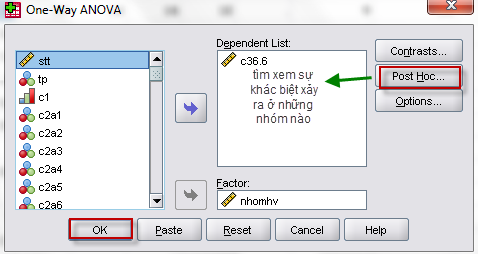 One-Way ANOVA
Dependent List:
stt
tp
c1
c2a1
c2a2
c2a3
c2a4
c2a5
c2a6
c36.6
tìm xem sự
khác biệt xảy
ra ở những
nhóm nào
Contrasts...
Post Hoc...
Options...
Factor:
nhomhv
OK
Paste
Reset
Cancel
Help